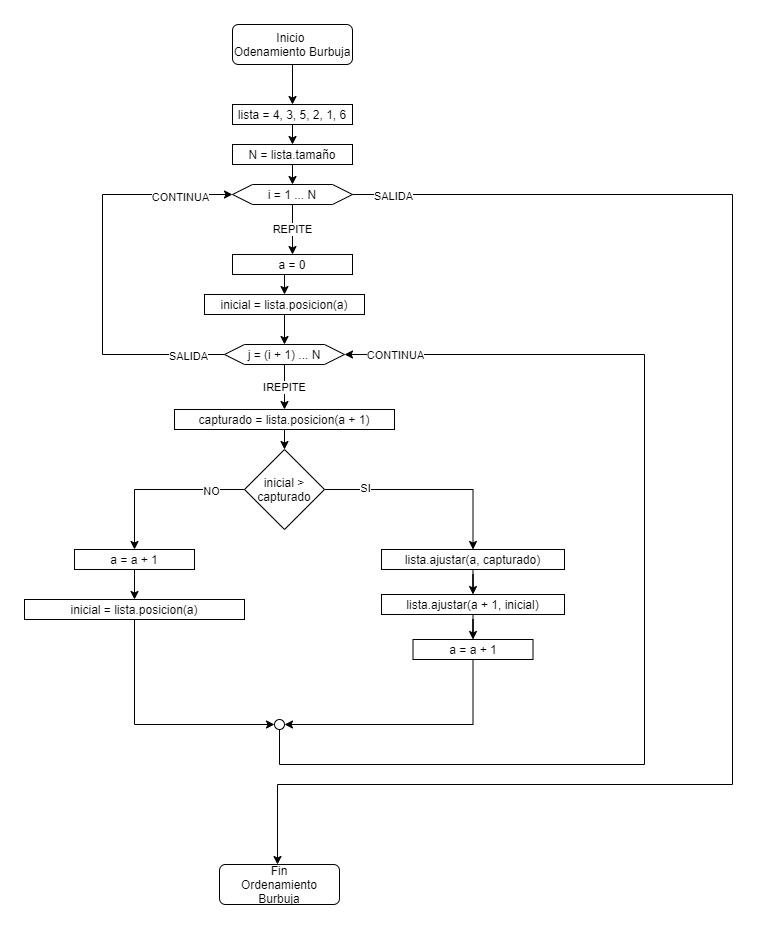 Inicio
Odenamiento Burbuja
lista = 4, 3, 5, 2, 1, 6
N = lista.tamaño
CONTINUA
i = 1 ... N
SALIDA
REPITE
a = 0
inicial = lista.posicion(a)
SALIDA
j = (i + 1) ... N
CONTINUA
IREPITE
capturado = lista.posicion(a + 1)
inicial >
capturado
NO
SI
a = a + 1
lista.ajustar(a, capturado)
inicial = lista.posicion(a)
lista.ajustar(a + 1, inicial)
a = a + 1
Fin
Ordenamiento
Burbuja